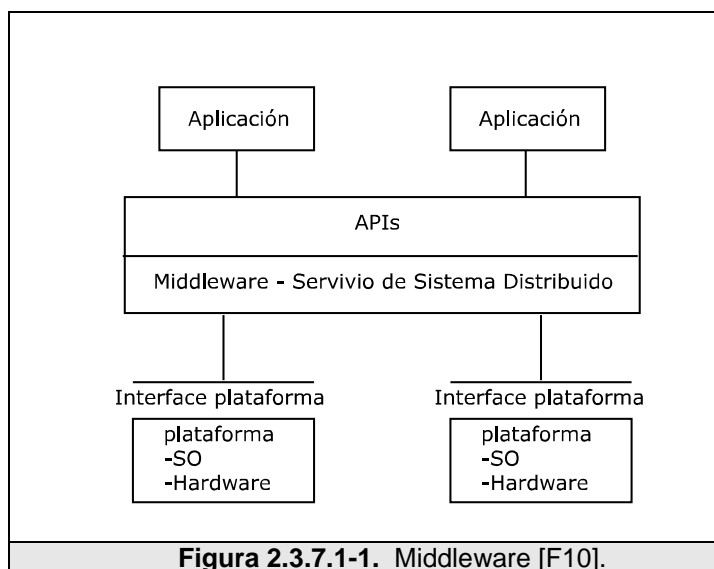 Aplicación Aplicación
APIs
Middleware - Servivio de Sistema Distribuido
Interface plataforma Interface plataforma
plataforma plataforma
-SO -SO
-Hardware -Hardware
Figura 2.3.7.1-1. Middleware [F10].